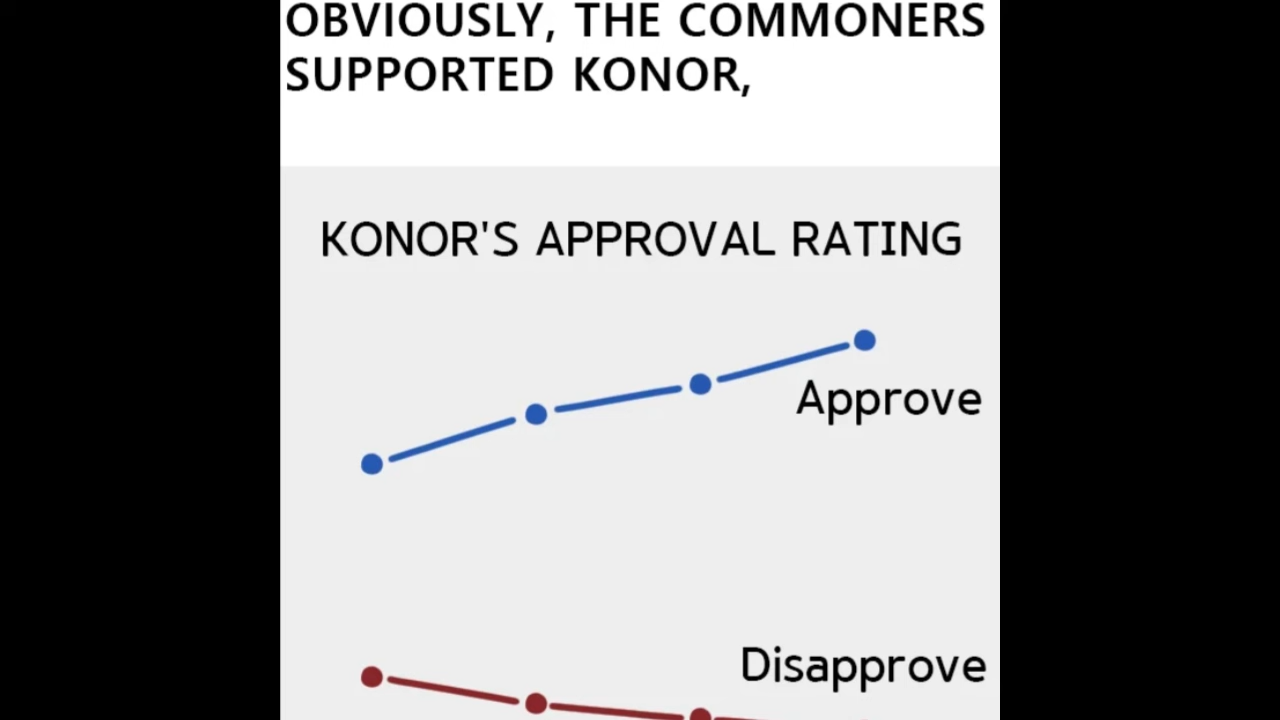 OBVIOUSLY, THE COMMONERS
SUPPORTED KONOR,
KONOR'S APPROVAL RATING
Approve
Disapprove